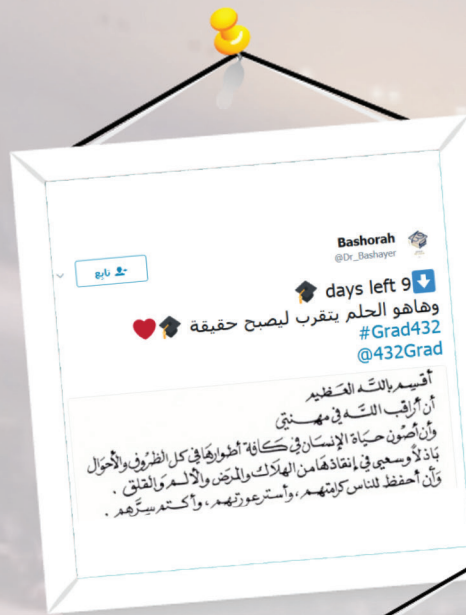 Bashorah
@Dr_Bashayer
تابع
⬇️9 days left 🎓
وهاهو الحلم يتقرب ليصبح حقيقة 🎓❤️
#Grad432
@432Grad
أقسم بالله العظيم
أن أراقب الله في مهنتي
وأن أصون حياة الإنسان في كافة أطوارها في كل الظروف والأحوال
باذلاً وسعي في إنقاذها من الهلاك والمرض والألم والقلق .
وأن أحفظ للناس كرامتهم ، وأستر عورتهم ، وأكتم سرّهم .